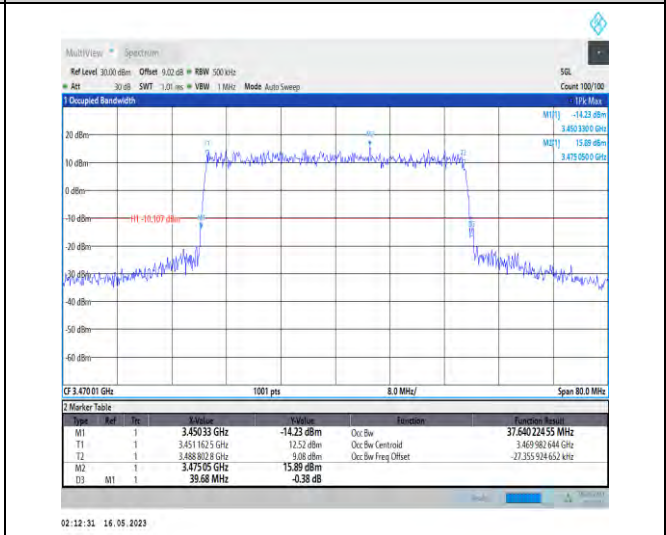 MultiView Spectrum
Ref Level 30.00 dBm Offset 9.02 dB RBW 500 kHz SGL
Att 30 dB SWT 1.01 ms VBW 1 MHz Mode Auto Sweep Count 100/100
1 Occupied Bandwidth 1Pk Max
M1[1] -14.23 dBm
3.450 3300 GHz
M2[1] 15.89 dBm
3.475 0500 GHz
20 dBm
10 dBm
0 dBm
-10 dBm H1 -10.107 dBm
-20 dBm
-30 dBm
-40 dBm
-50 dBm
-60 dBm
CF 3.470 01 GHz 1001 pts 8.0 MHz/ Span 80.0 MHz
2 Marker Table
Type Ref Trc X-Value Y-Value Function Function Result
M1 1 3.450 33 GHz -14.23 dBm Occ Bw 37.640 224 55 MHz
T1 1 3.451 162 5 GHz 12.52 dBm Occ Bw Centroid 3.469 982 644 GHz
T2 1 3.488 802 8 GHz 9.08 dBm Occ Bw Freq Offset -27.355 924 652 kHz
M2 1 3.475 05 GHz 15.89 dBm
D3 M1 1 39.68 MHz -0.38 dB
02:12:31 16.05.2023